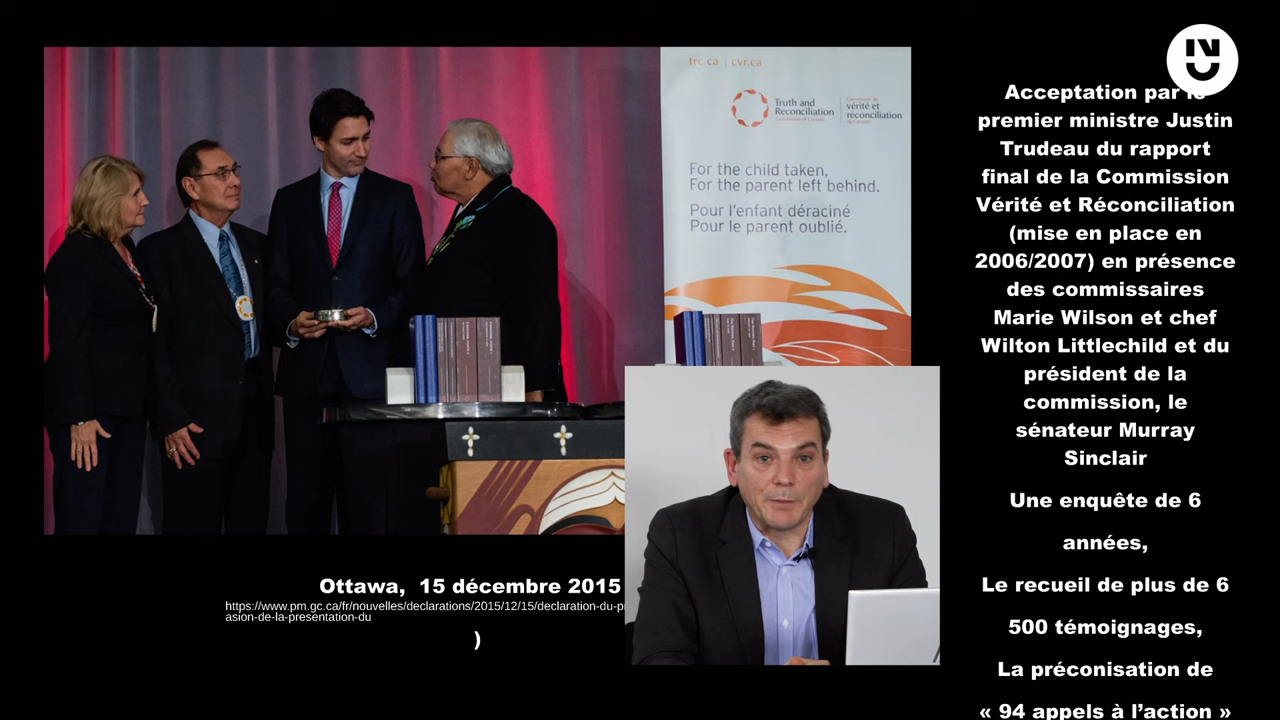 trc.ca | cvr.ca
Truth and
Reconciliation
Commission of Canada
Commission de
vérité et
réconciliation
du Canada
For the child taken,
For the parent left behind.
Pour l'enfant déraciné
Pour le parent oublié.
Ottawa, 15 décembre 2015
https://www.pm.gc.ca/fr/nouvelles/declarations/2015/12/15/declaration-du-p
asion-de-la-presentation-du
)
Acceptation par le
premier ministre Justin
Trudeau du rapport
final de la Commission
Vérité et Réconciliation
(mise en place en
2006/2007) en présence
des commissaires
Marie Wilson et chef
Wilton Littlechild et du
président de la
commission, le
sénateur Murray
Sinclair
Une enquête de 6
années,
Le recueil de plus de 6
500 témoignages,
La préconisation de
« 94 appels à l'action »